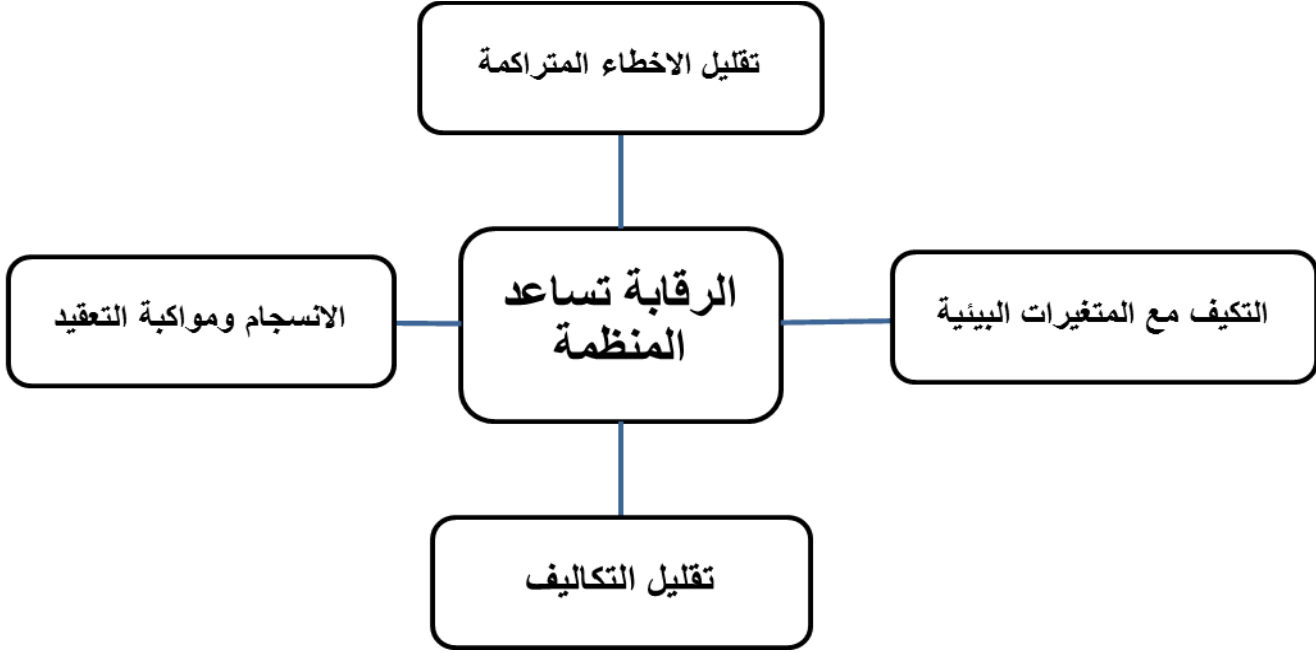 تقليل الاخطاء المتراكمة
التكيف مع المتغيرات البيئية
الرقابة تساعد
المنظمة
الانسجام ومواكبة التعقيد
تقليل التكاليف